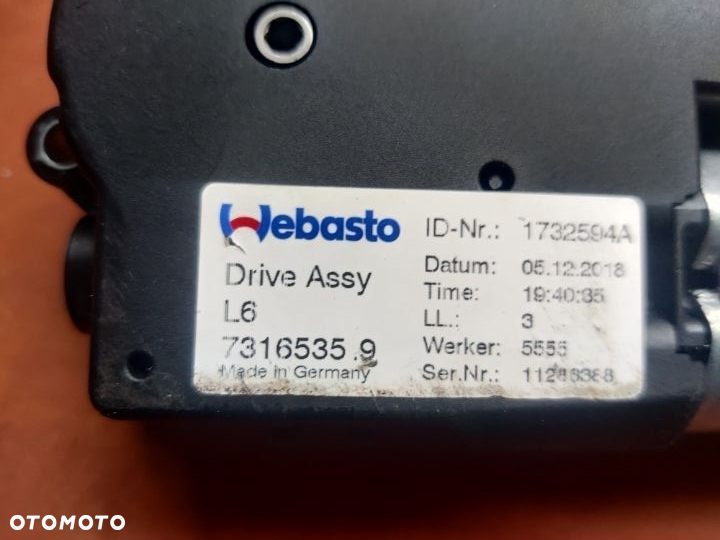 Webasto
Drive Assy
L6
7316535.9
Made in Germany
ID-Nr.: 1732594A
Datum: 05.12.2018
Time: 19:40:35
LL.: 3
Werker: 5555
Ser.Nr.:
OTOMOTO